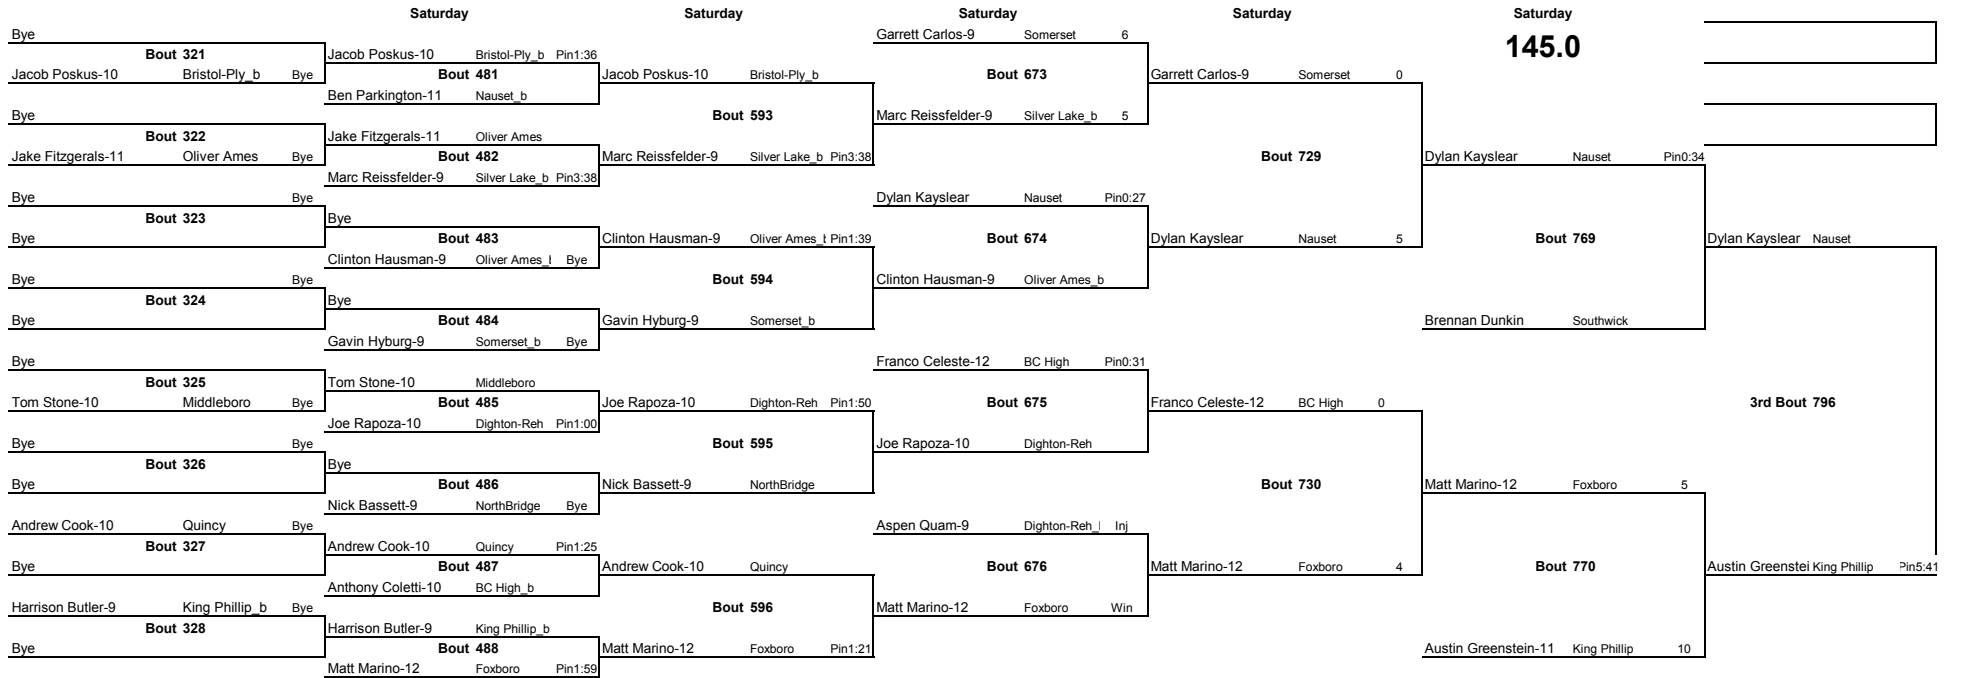 Saturday Saturday Saturday Saturday Saturday
145.0
Bye
Bout 321
Jacob Poskus-10 Bristol-Ply_b Bye
Bye
Bout 322
Jake Fitzgerals-11 Oliver Ames Bye
Bye Bye
Bout 323
Bye
Bye Bye
Bout 324
Bye
Bye
Bout 325
Tom Stone-10 Middleboro Bye
Bye Bye
Bout 326
Bye
Andrew Cook-10 Quincy Bye
Bout 327
Bye
Harrison Butler-9 King Phillip_b Bye
Bout 328
Bye
Jacob Poskus-10 Bristol-Ply_b Pin1:36
Bout 481
Ben Parkington-11 Nauset_b
Jake Fitzgerals-11 Oliver Ames
Bout 482
Marc Reissfelder-9 Silver Lake_b Pin3:38
Bye
Bout 483
Clinton Hausman-9 Oliver Ames_ Bye
Bye
Bout 484
Gavin Hyburg-9 Somerset_b Bye
Tom Stone-10 Middleboro
Bout 485
Joe Rapoza-10 Dighton-Reh Pin1:00
Bye
Bout 486
Nick Bassett-9 NorthBridge Bye
Andrew Cook-10 Quincy Pin1:25
Bout 487
Anthony Coletti-10 BC High_b
Harrison Butler-9 King Phillip_b
Bout 488
Matt Marino-12 Foxboro Pin1:59
Jacob Poskus-10 Bristol-Ply_b
Bout 593
Marc Reissfelder-9 Silver Lake_b Pin3:38
Clinton Hausman-9 Oliver Ames_ Pin1:39
Bout 594
Gavin Hyburg-9 Somerset_b
Joe Rapoza-10 Dighton-Reh Pin1:50
Bout 595
Nick Bassett-9 NorthBridge
Andrew Cook-10 Quincy
Bout 596
Matt Marino-12 Foxboro Pin1:21
Garrett Carlos-9 Somerset 6
Bout 673
Marc Reissfelder-9 Silver Lake_b 5
Dylan Kayslear Nauset Pin0:27
Bout 674
Clinton Hausman-9 Oliver Ames_b
Franco Celeste-12 BC High Pin0:31
Bout 675
Joe Rapoza-10 Dighton-Reh
Aspen Quam-9 Dighton-Reh_ Inj
Bout 676
Matt Marino-12 Foxboro Win
Garrett Carlos-9 Somerset 0
Bout 729
Dylan Kayslear Nauset 5
Franco Celeste-12 BC High 0
Bout 730
Matt Marino-12 Foxboro 4
Dylan Kayslear Nauset Pin0:34
Bout 769
Brennan Dunkin Southwick
Matt Marino-12 Foxboro 5
Bout 770
Austin Greenstein-11 King Phillip 10
Dylan Kayslear Nauset
3rd Bout 796
Austin Greenstei King Phillip Pin5:41